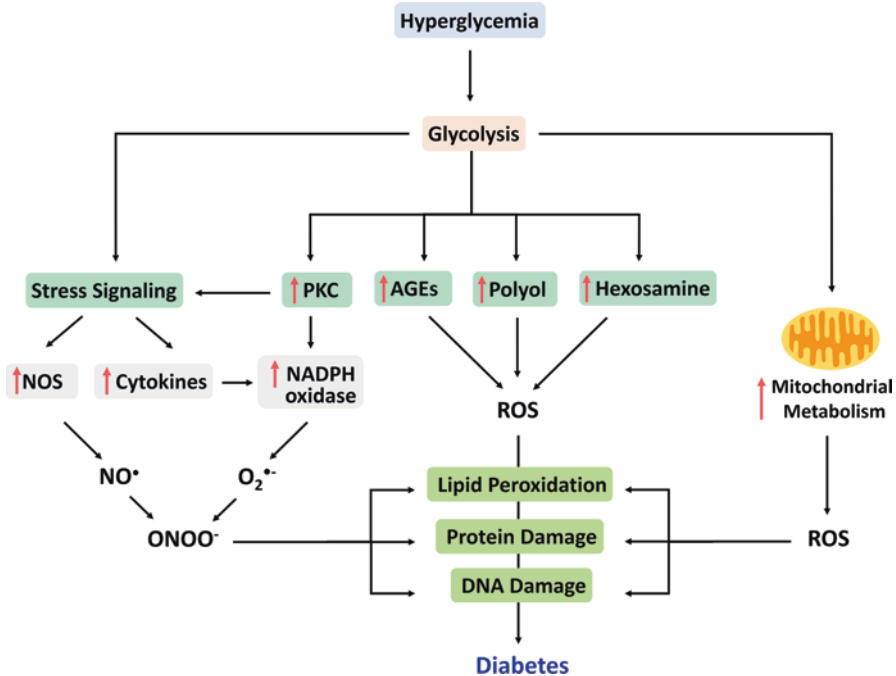 Hyperglycemia
Glycolysis
Stress Signaling
PKC
AGEs
Polyol
Hexosamine
NOS
Cytokines
NADPH
oxidase
ROS
Mitochondrial
Metabolism
NO•
O₂•-
Lipid Peroxidation
ONOO-
Protein Damage
ROS
DNA Damage
Diabetes